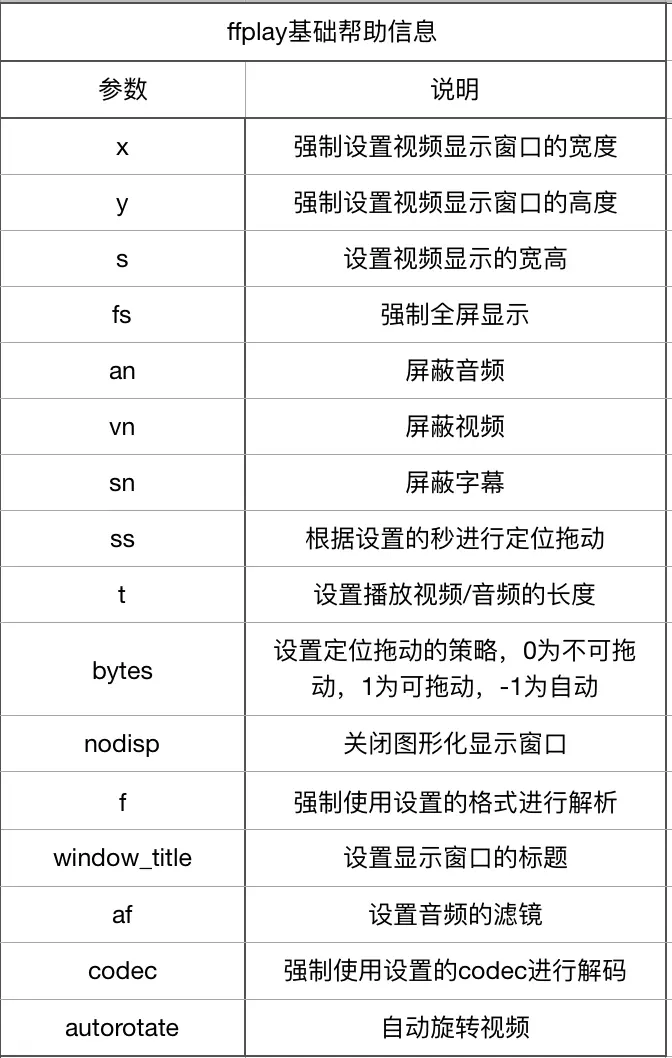 ffplay基础帮助信息
参数 说明
x 强制设置视频显示窗口的宽度
y 强制设置视频显示窗口的高度
s 设置视频显示的宽高
fs 强制全屏显示
an 屏蔽音频
vn 屏蔽视频
sn 屏蔽字幕
ss 根据设置的秒进行定位拖动
t 设置播放视频/音频的长度
bytes 设置定位拖动的策略，0为不可拖
动，1为可拖动，-1为自动
nodisp 关闭图形化显示窗口
f 强制使用设置的格式进行解析
window_title 设置显示窗口的标题
af 设置音频的滤镜
codec 强制使用设置的codec进行解码
autorotate 自动旋转视频